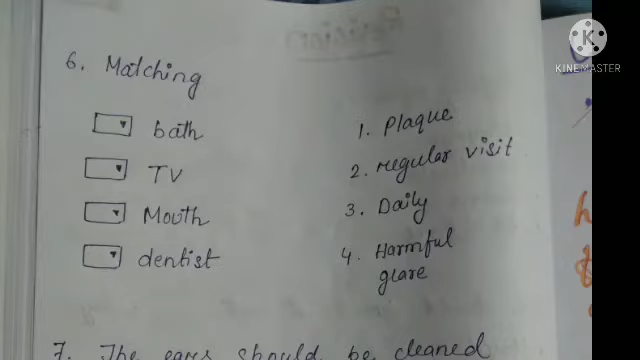 6. Matching
bath
TV
Mouth
dentist
1. Plaque
2. regular visit
3. Daily
4. Harmful
glare
7. The ears should be cleaned
KINEMASTER